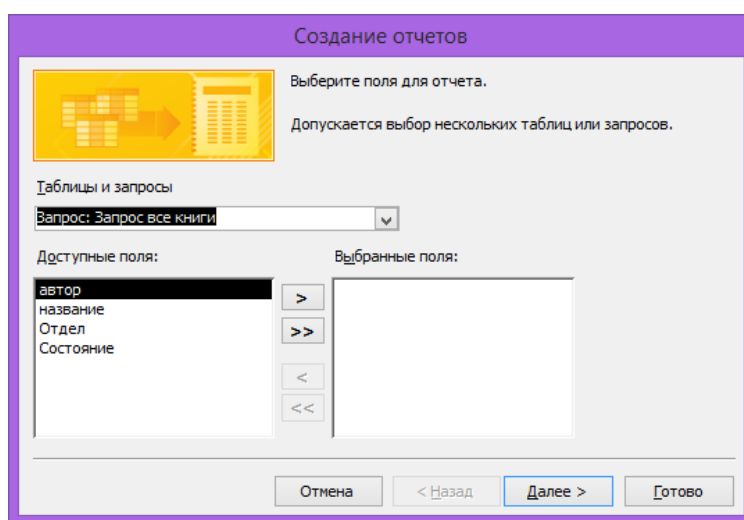 Создание отчетов
Выберите поля для отчета.
Допускается выбор нескольких таблиц или запросов.
Таблицы и запросы
Запрос: Запрос все книги
Доступные поля:
Выбранные поля:
автор
название
Отдел
Состояние
>
>>
<
<<
Отмена
< Назад
Далее >
Готово